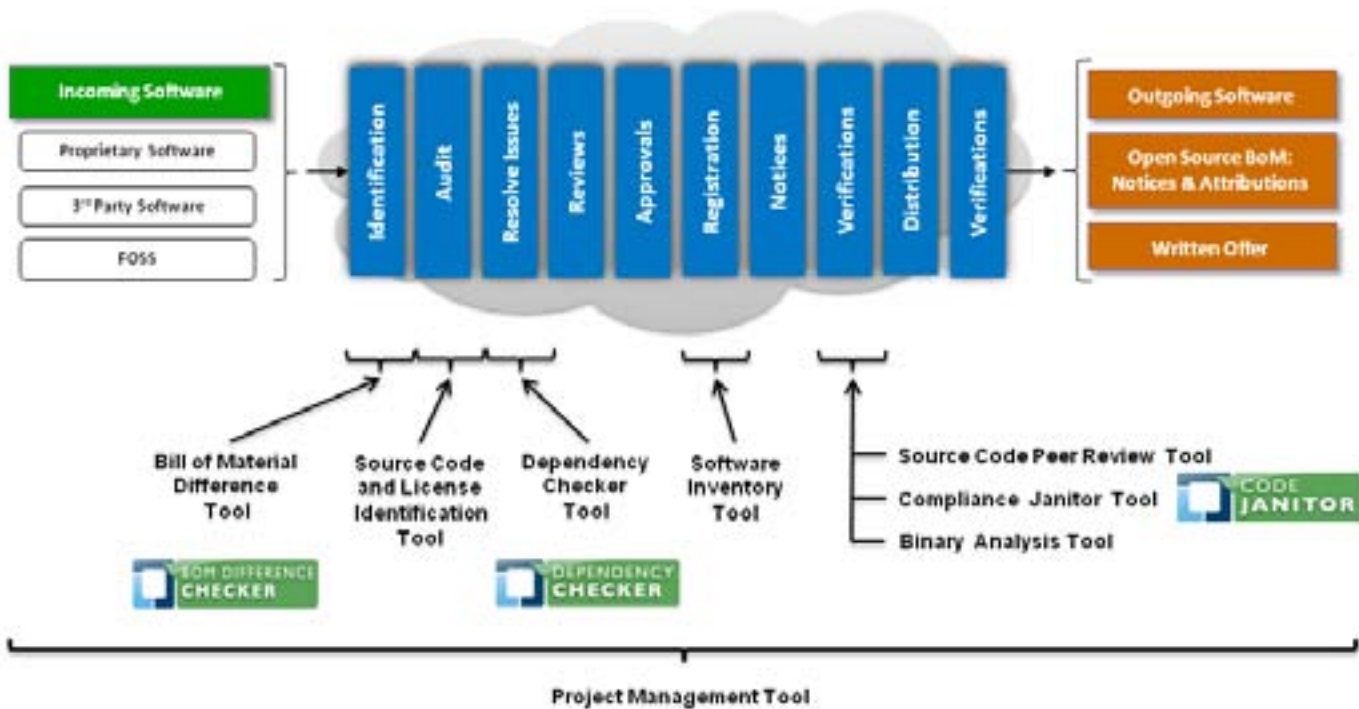 Incoming Software
Proprietary Software
3rd Party Software
FOSS
Identification
Audit
Resolve Issues
Reviews
Approvals
Registration
Notices
Verifications
Distribution
Verifications
Outgoing Software
Open Source BoM:
Notices & Attributions
Written Offer
Bill of Material
Difference
Tool
BOM DIFFERENCE
CHECKER
Source Code
and License
Identification
Tool
Dependency
Checker
Tool
DEPENDENCY
CHECKER
Software
Inventory
Tool
Source Code Peer Review Tool
Compliance Janitor Tool
Binary Analysis Tool
CODE
JANITOR
Project Management Tool